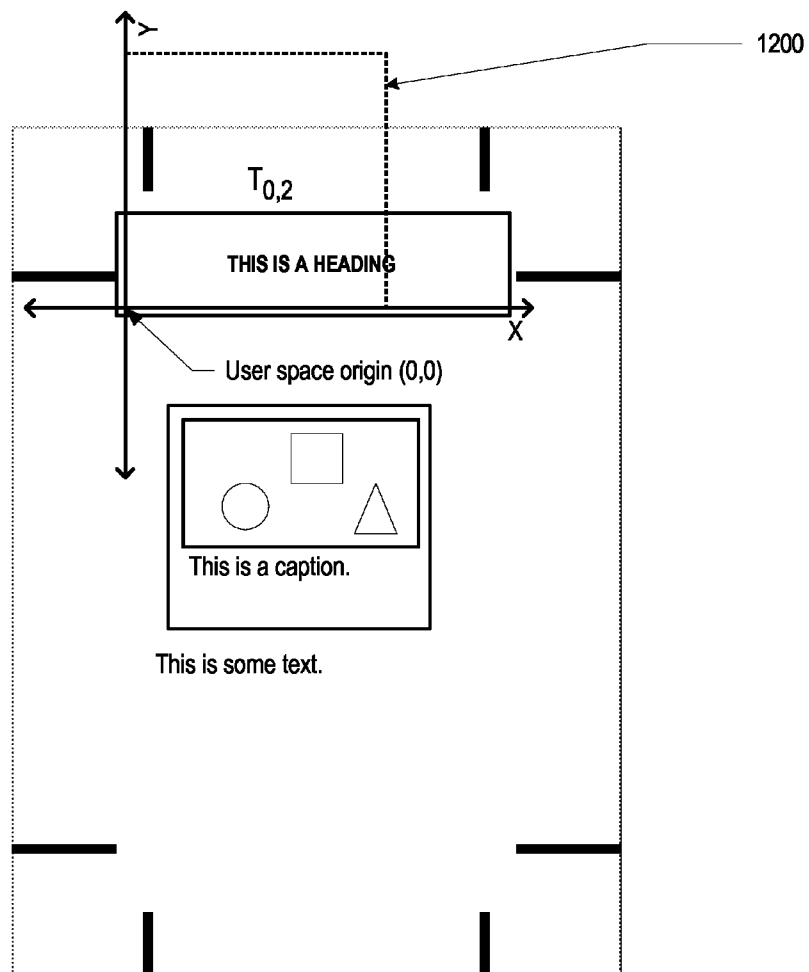 Y
1200
T0,2
THIS IS A HEADING
X
User space origin (0,0)
This is a caption.
This is some text.